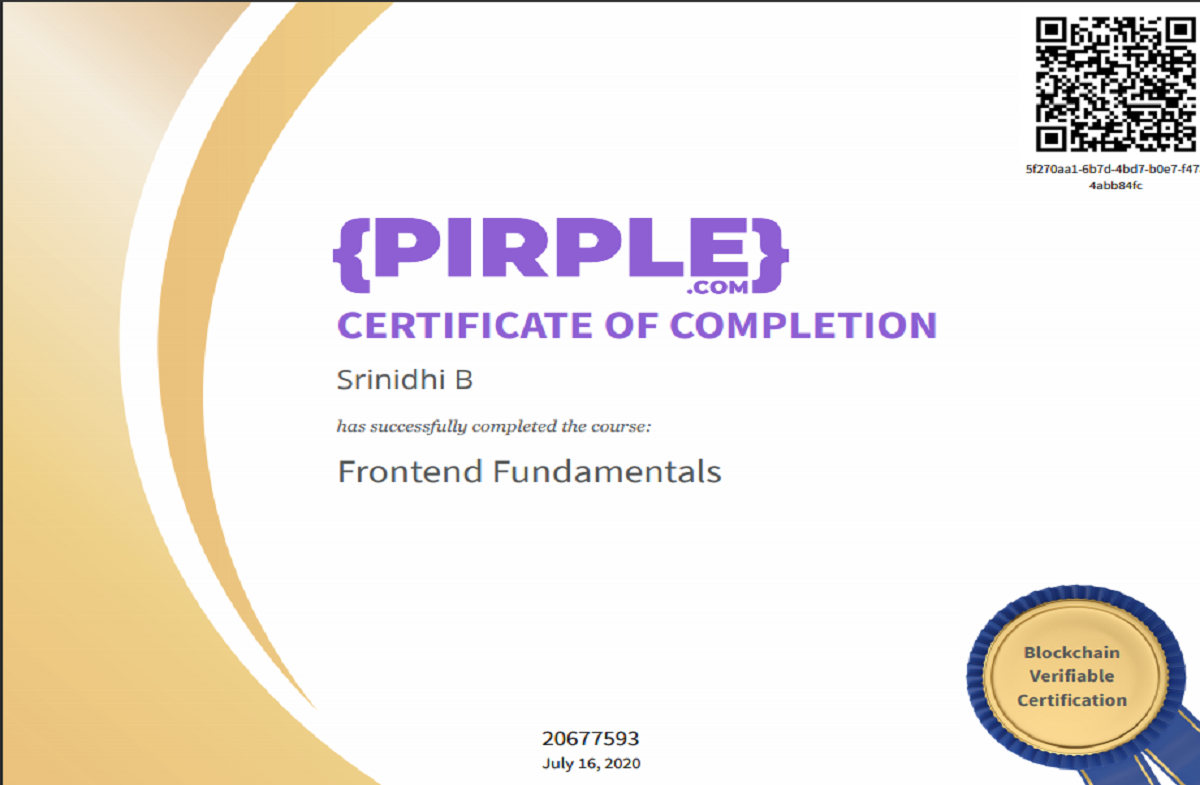 5f270aa1-6b7d-4bd7-b0e7-f47
4abb84fc
{PIRPLE}
.COM
CERTIFICATE OF COMPLETION
Srinidhi B
has successfully completed the course:
Frontend Fundamentals
Blockchain
Verifiable
Certification
20677593
July 16, 2020